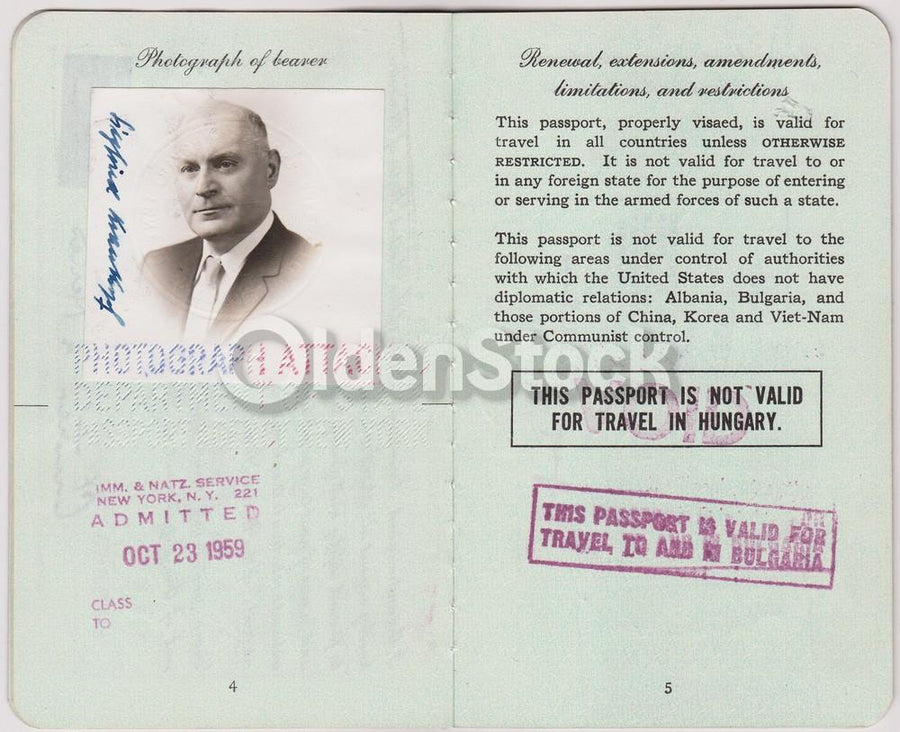 Photograph of bearer
PHOTOGRAPH ATTAC
DEPARTME
IMM. & NATZ. SERVICE
NEW YORK, N. Y. 221
ADMITTED
OCT 23 1959
CLASS
TO
4
Renewal, extensions, amendments,
limitations, and restrictions
This passport, properly visaed, is valid for
travel in all countries unless OTHERWISE
RESTRICTED. It is not valid for travel to or
in any foreign state for the purpose of entering
or serving in the armed forces of such a state.
This passport is not valid for travel to the
following areas under control of authorities
with which the United States does not have
diplomatic relations: Albania, Bulgaria, and
those portions of China, Korea and Viet-Nam
under Communist control.
THIS PASSPORT IS NOT VALID
FOR TRAVEL IN HUNGARY.
VOID
THIS PASSPORT IS VALID FOR
TRAVEL TO AND IN BULGARIA
5
OldenStock